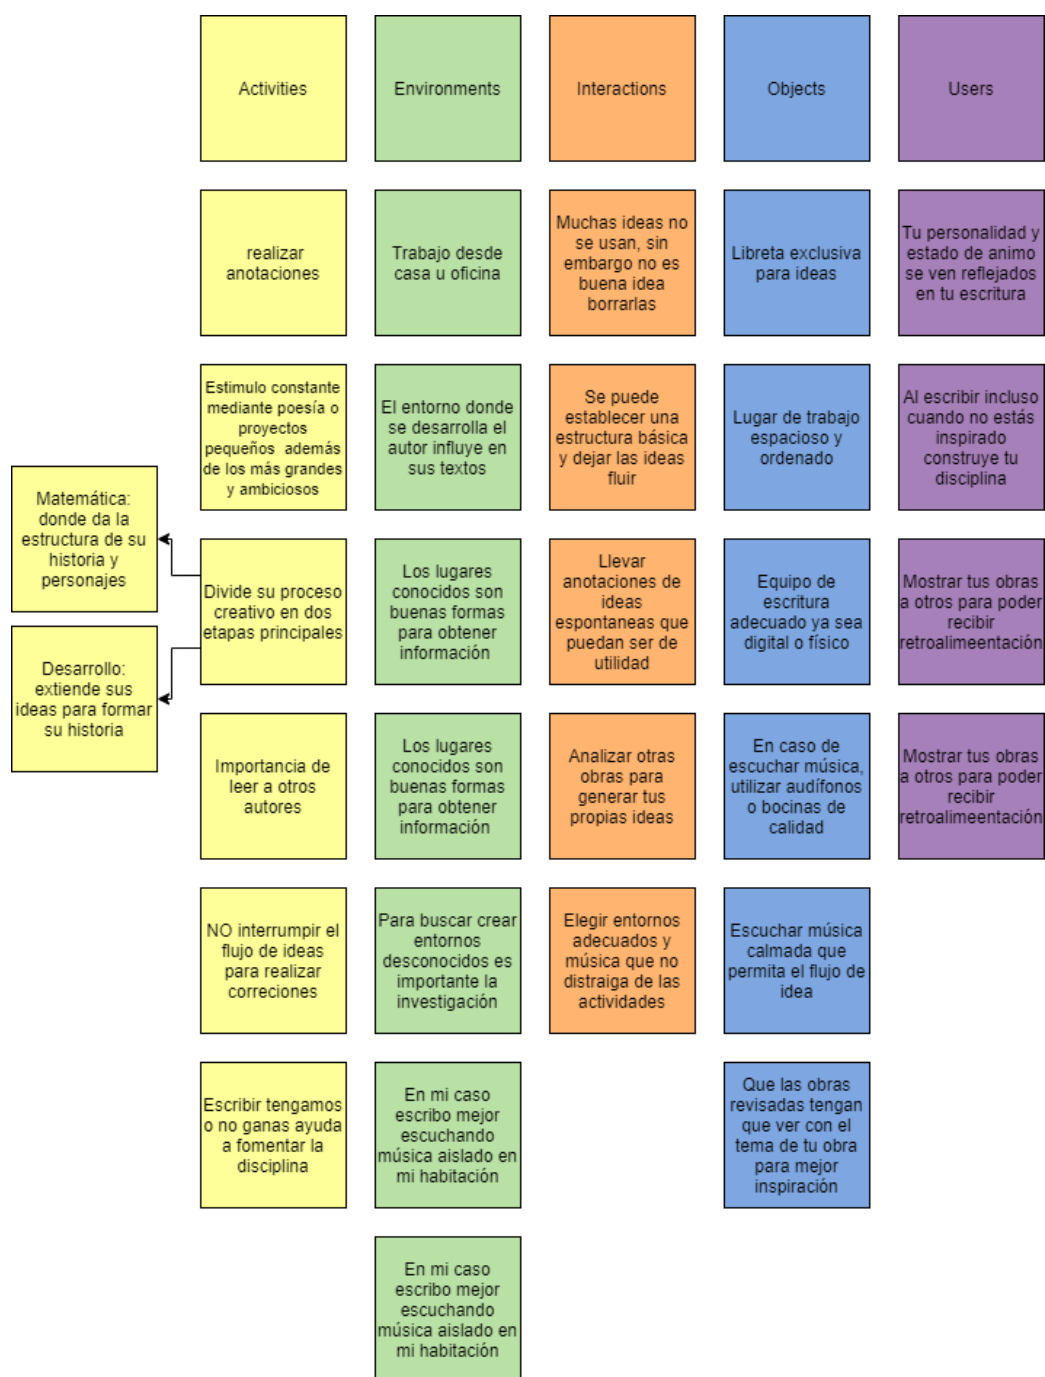 Activities
Environments
Interactions
Objects
Users
realizar
anotaciones
Trabajo desde
casa u oficina
Muchas ideas no
se usan, sin
embargo no es
buena idea
borrarlas
Libreta exclusiva
para ideas
Tu personalidad y
estado de animo
se ven reflejados
en tu escritura
Estimulo constante
mediante poesía o
proyectos
pequeños además
de los más grandes
y ambiciosos
El entorno donde
se desarrolla el
autor influye en
sus textos
Se puede
establecer una
estructura básica
y dejar las ideas
fluir
Lugar de trabajo
espacioso y
ordenado
Al escribir incluso
cuando no estás
inspirado
construye tu
disciplina
Matemática:
donde da la
estructura de su
historia y
personajes
Desarrollo:
extiende sus
ideas para formar
su historia
Divide su proceso
creativo en dos
etapas principales
Los lugares
conocidos son
buenas formas
para obtener
información
Llevar
anotaciones de
ideas
espontaneas que
puedan ser de
utilidad
Equipo de
escritura
adecuado ya sea
digital o físico
Mostrar tus obras
a otros para poder
recibir
retroalimeentación
Importancia de
leer a otros
autores
Los lugares
conocidos son
buenas formas
para obtener
información
Analizar otras
obras para
generar tus
propias ideas
En caso de
escuchar música,
utilizar audífonos
o bocinas de
calidad
Mostrar tus obras
a otros para poder
recibir
retroalimeentación
NO interrumpir el
flujo de ideas
para realizar
correciones
Para buscar crear
entornos
desconocidos es
importante la
investigación
Elegir entornos
adecuados y
música que no
distraiga de las
actividades
Escuchar música
calmada que
permita el flujo de
idea
Escribir tengamos
o no ganas ayuda
a fomentar la
disciplina
En mi caso
escribo mejor
escuchando
música aislado en
mi habitación
Que las obras
revisadas tengan
que ver con el
tema de tu obra
para mejor
inspiración
En mi caso
escribo mejor
escuchando
música aislado en
mi habitación